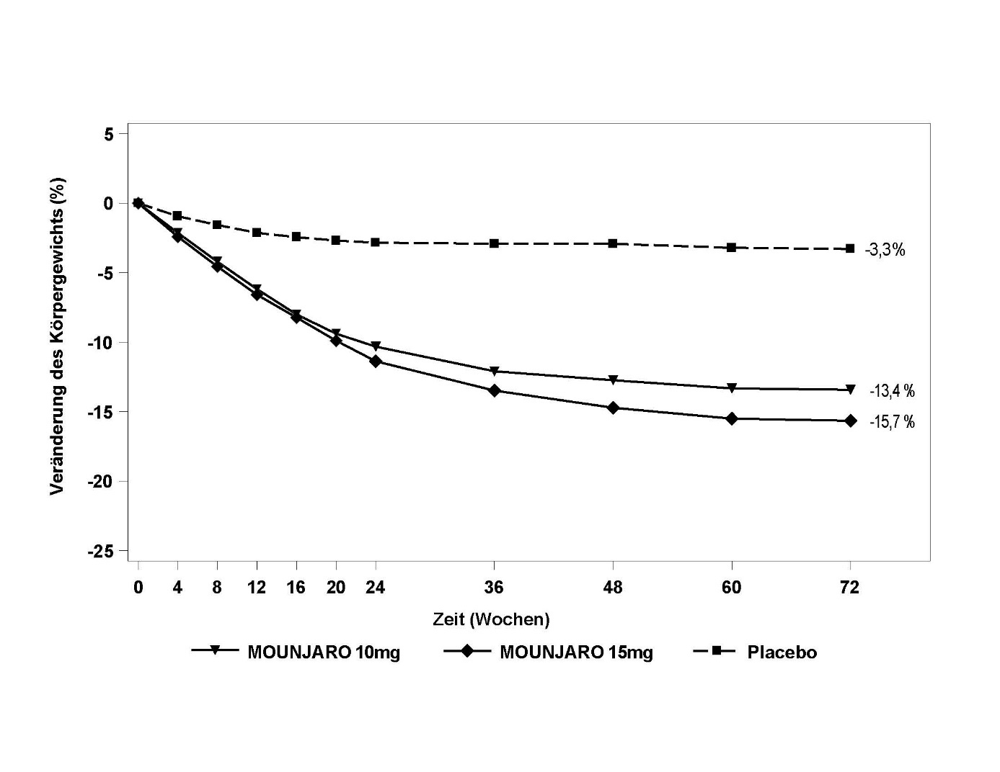 Veränderung des Körpergewichts (%)
5
0
-5
-10
-15
-20
-25
-3,3%
-13,4 %
-15,7 %
0 4 8 12 16 20 24 36 48 60 72
Zeit (Wochen)
MOUNJARO 10mg MOUNJARO 15mg Placebo